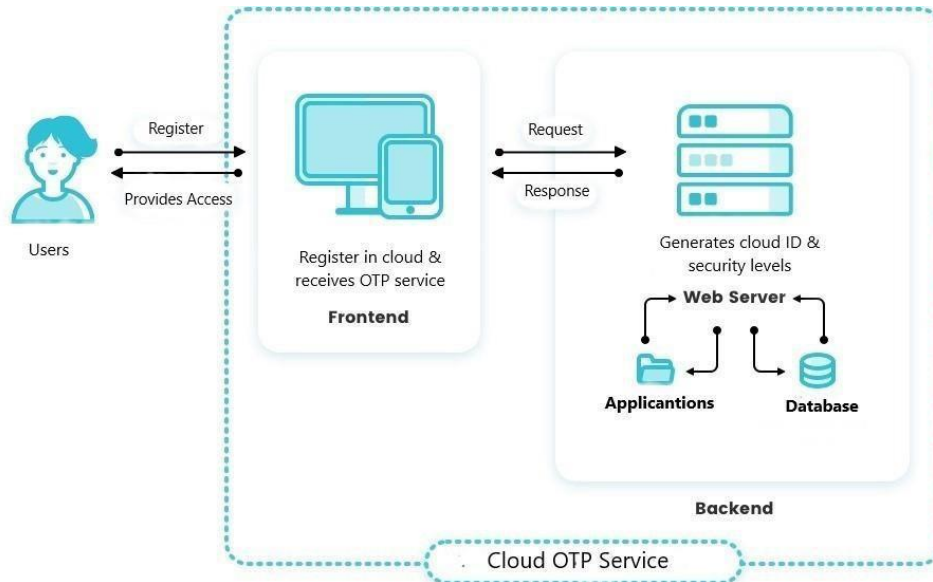 Register
Provides Access
Users
Register in cloud &
receives OTP service
Frontend
Request
Response
Generates cloud ID &
security levels
Web Server
Applicantions
Database
Backend
. Cloud OTP Service